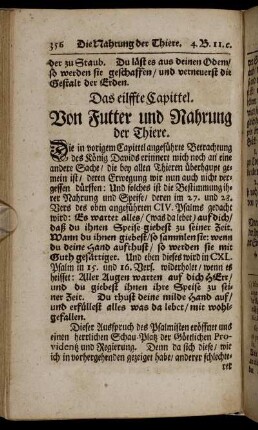 356 Die Nahrung der Thiere. 4. B. 11. c.
der zu Staub. Du läst es aus deinen Odem/
so werden sie geschaffen/ und verneuerst die
Gestalt der Erden.
Das eilffte Capittel.
Von Futter und Nahrung
der Thiere.
Die in vorigem Capittel angeführte Betrachtung
des König Davids erinnert mich noch an eine
andere Sache/ die bey allen Thieren überhaupt ge-
mein ist/ deren Erwegung wir nun auch nicht ver-
gessen dürffen: Und solches ist die Bestimmung ih-
rer Nahrung und Speise/ deren im 27. und 28.
Vers des oben angeführten CIV. Psalms gedacht
wird: Es wartet alles/ (was da lebet/ auf dich/
daß du ihnen Speise giebest zu seiner Zeit.
Wann du ihnen giebest/ so sammlen sie: wenn
du deine Hand aufthust/ so werden sie mit
Guth gesättiget. Und eben dieses wird in CXL.
Psalm in 15. und 16. Vers. widerholet/ wenn es
heisset: Aller Augen warten auf dich HErr/
und du giebest ihnen ihre Speise zu sei-
ner Zeit. Du thust deine milde Hand auf/
und erfüllest alles was da lebet/ mit wohl-
gefallen.
Dieser Ausspruch des Psalmisten eröffnet uns
einen herrlichen Schau-Platz der Göttlichen Pro-
videntz und Regierung. Denn da sich diese/ wie
ich in vorhergehenden gezeiget habe/ anderer schlechte-
rer